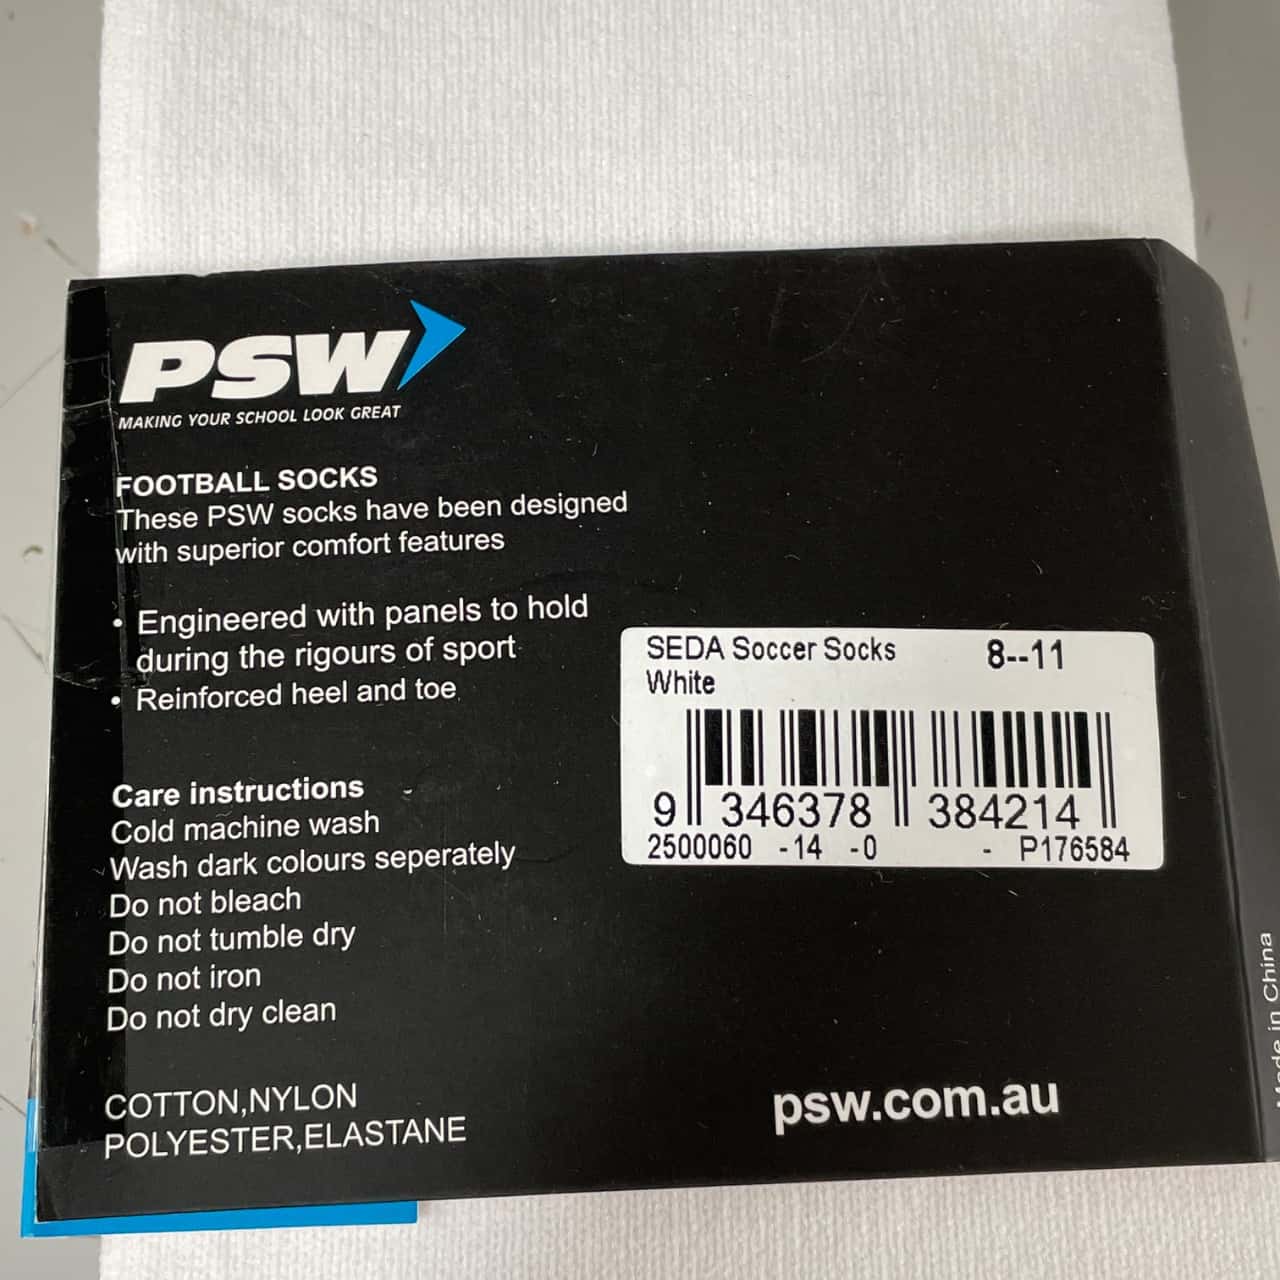 PSW
MAKING YOUR SCHOOL LOOK GREAT
FOOTBALL SOCKS
These PSW socks have been designed
with superior comfort features
• Engineered with panels to hold
during the rigours of sport
• Reinforced heel and toe
Care instructions
Cold machine wash
Wash dark colours seperately
Do not bleach
Do not tumble dry
Do not iron
Do not dry clean
COTTON,NYLON
POLYESTER,ELASTANE
SEDA Soccer Socks 8--11
White
9 346378 384214
2500060 -14 -0 - P176584
psw.com.au
Made in China